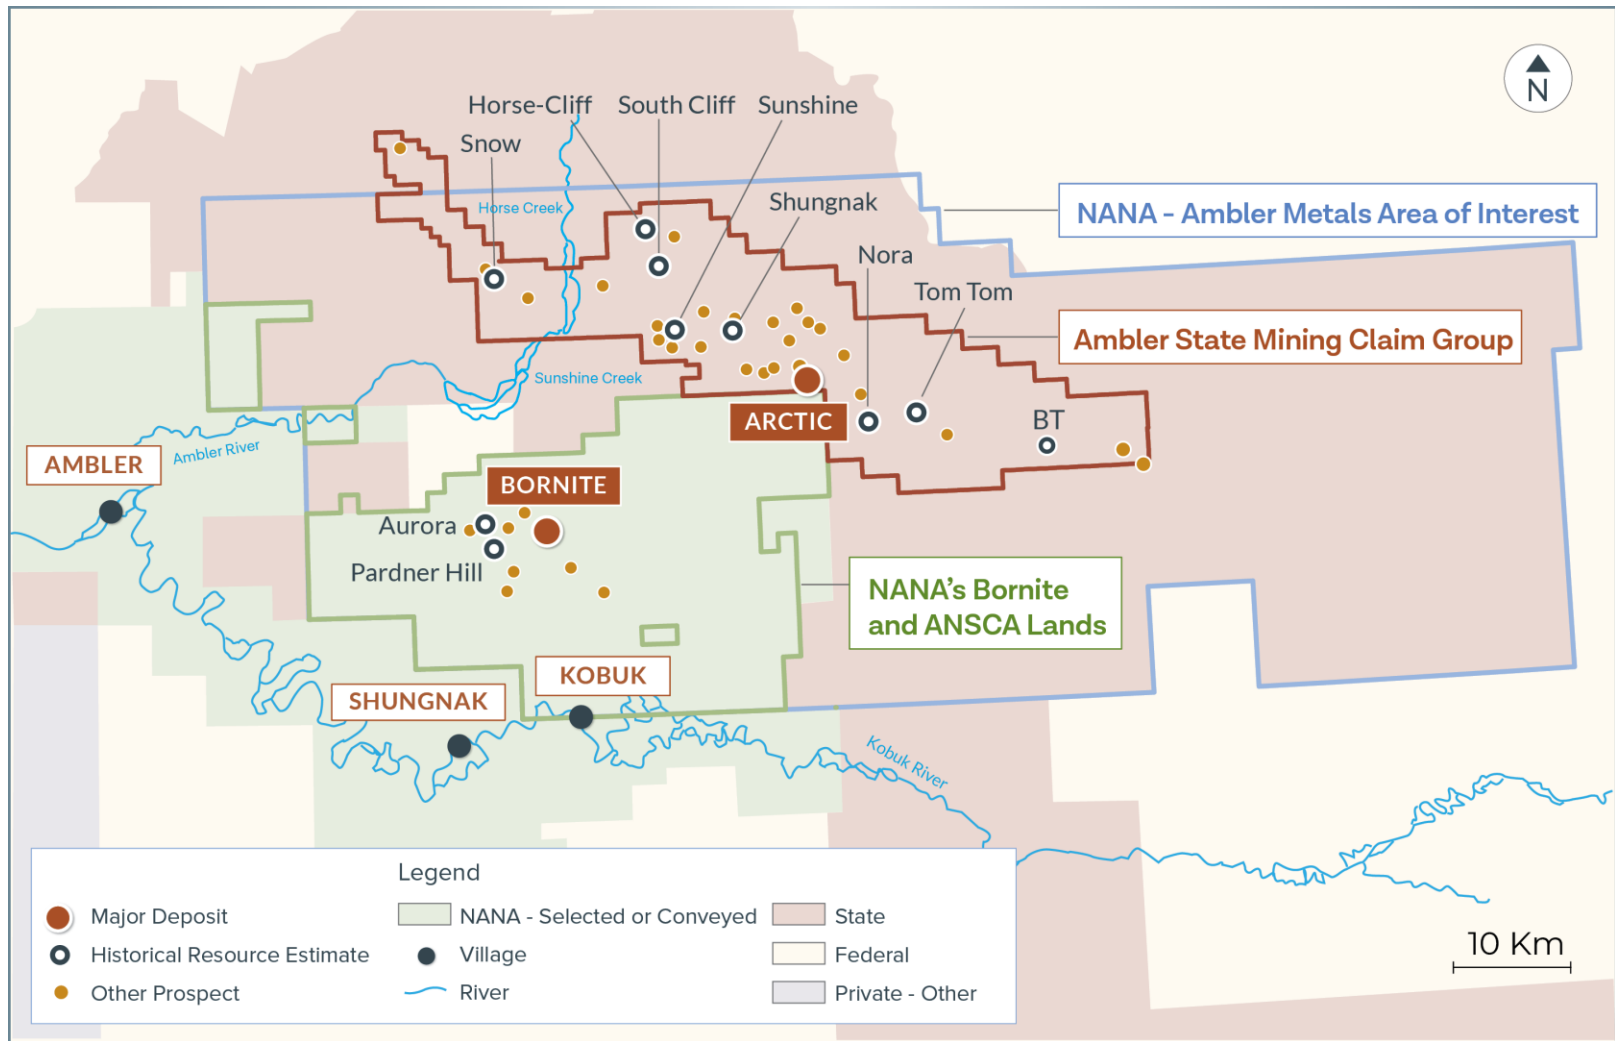 Horse-Cliff
South Cliff
Sunshine
N
Snow
Shungnak
Horse Creek
NANA - Ambler Metals Area of Interest
Nora
Tom Tom
Ambler State Mining Claim Group
Sunshine Creek
ARCTIC
BT
Ambler River
AMBLER
BORNITE
Aurora
Pardner Hill
NANA's Bornite
and ANSCA Lands
KOBUK
SHUNGNAK
Kobuk River
Legend
Major Deposit
NANA - Selected or Conveyed
State
Historical Resource Estimate
Village
Federal
Other Prospect
River
Private - Other
10 Km